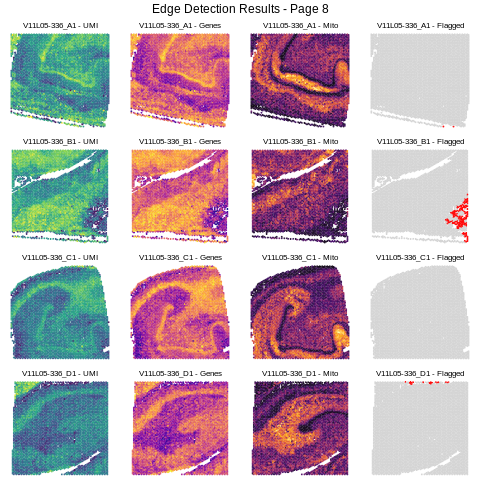 Edge Detection Results - Page 8
V11L05-336_A1 - UMI
V11L05-336_A1 - Genes
V11L05-336_A1 - Mito
V11L05-336_A1 - Flagged
V11L05-336_B1 - UMI
V11L05-336_B1 - Genes
V11L05-336_B1 - Mito
V11L05-336_B1 - Flagged
V11L05-336_C1 - UMI
V11L05-336_C1 - Genes
V11L05-336_C1 - Mito
V11L05-336_C1 - Flagged
V11L05-336_D1 - UMI
V11L05-336_D1 - Genes
V11L05-336_D1 - Mito
V11L05-336_D1 - Flagged